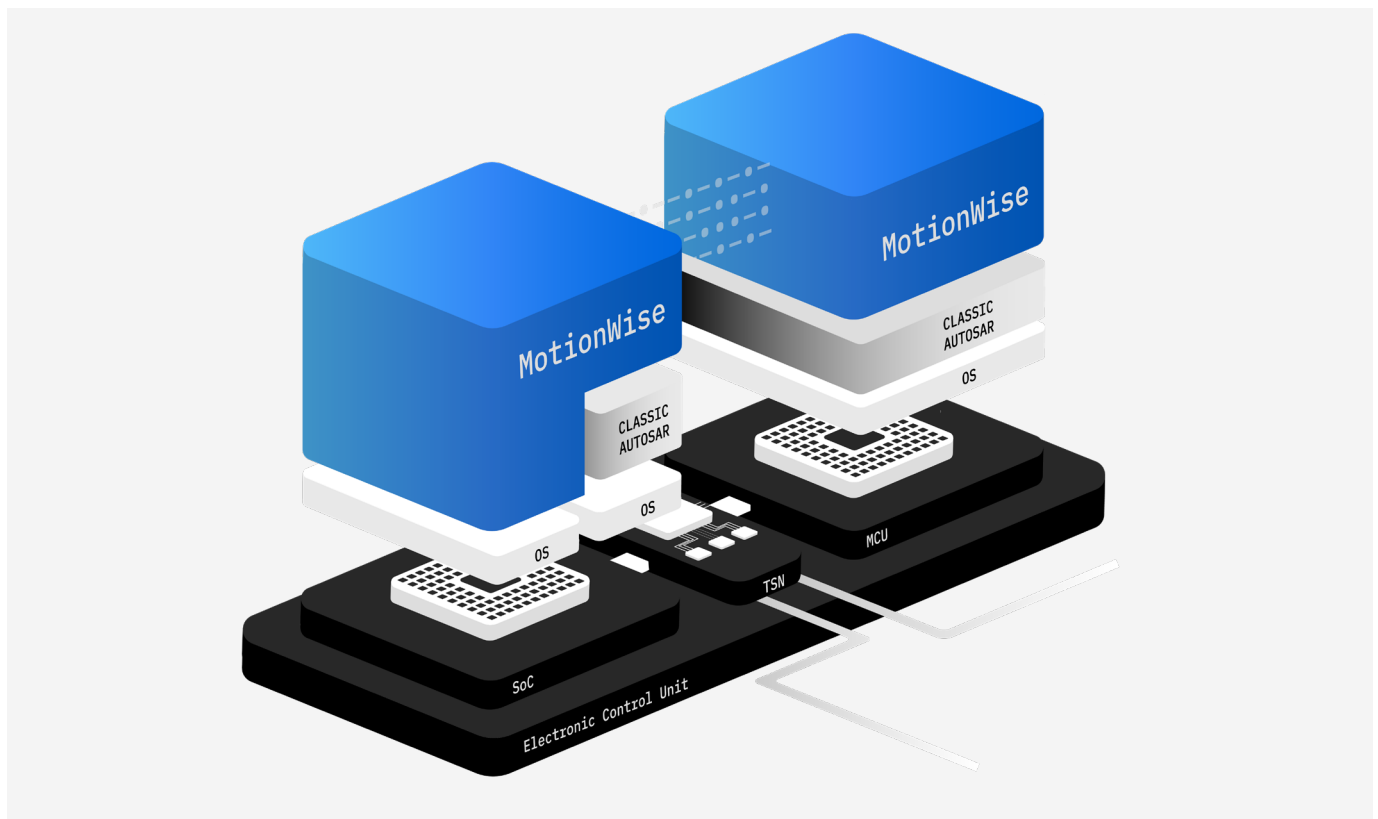 MotionWise
CLASSIC
AUTOSAR
OS
MotionWise
CLASSIC
AUTOSAR
OS
OS
MCU
TSN
SoC
Electronic Control Unit